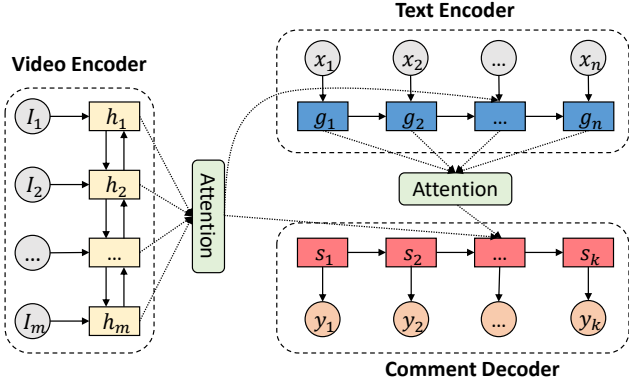 Text Encoder
x₁ x₂ ... xₙ
g₁ g₂ ... gₙ
Attention
Video Encoder
I₁ h₁
I₂ h₂
... ...
Iₘ hₘ
Attention
s₁ s₂ ... sₖ
y₁ y₂ ... yₖ
Comment Decoder